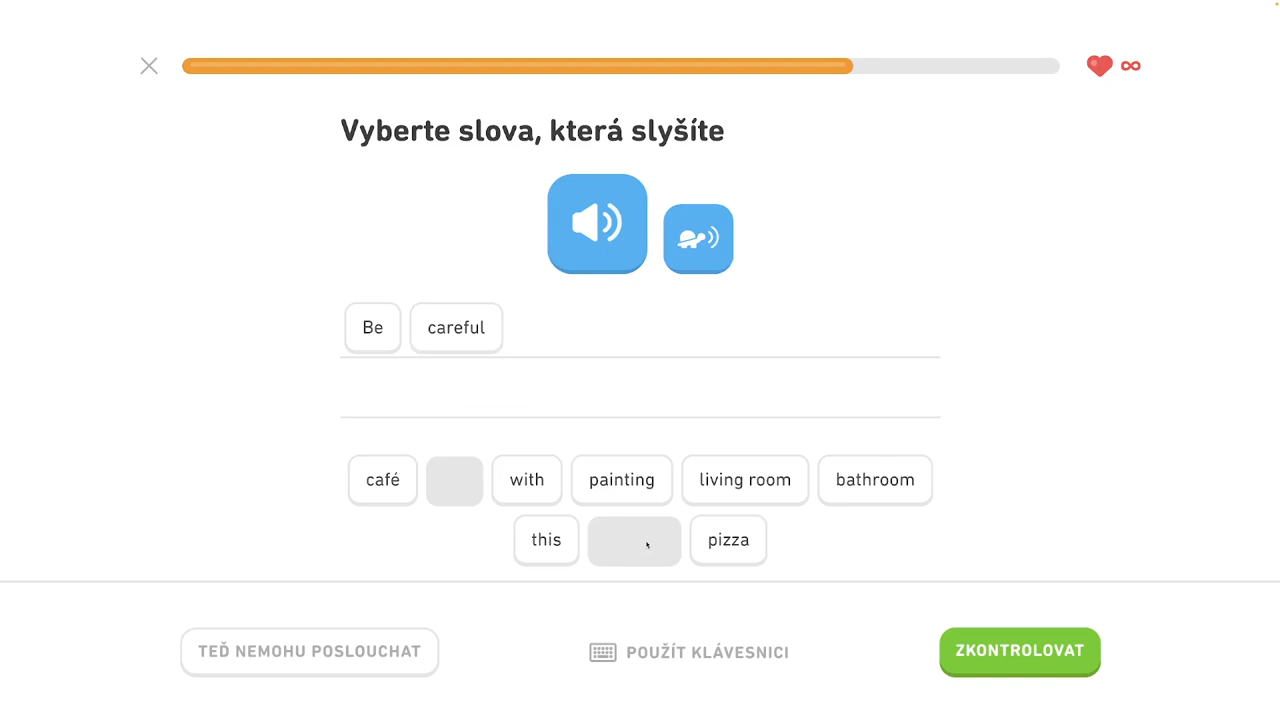 Vyberte slova, která slyšíte
Be careful
café with painting living room bathroom
this pizza
TEĎ NEMOHU POSLOUCHAT POUŽÍT KLÁVESNICI ZKONTROLOVAT